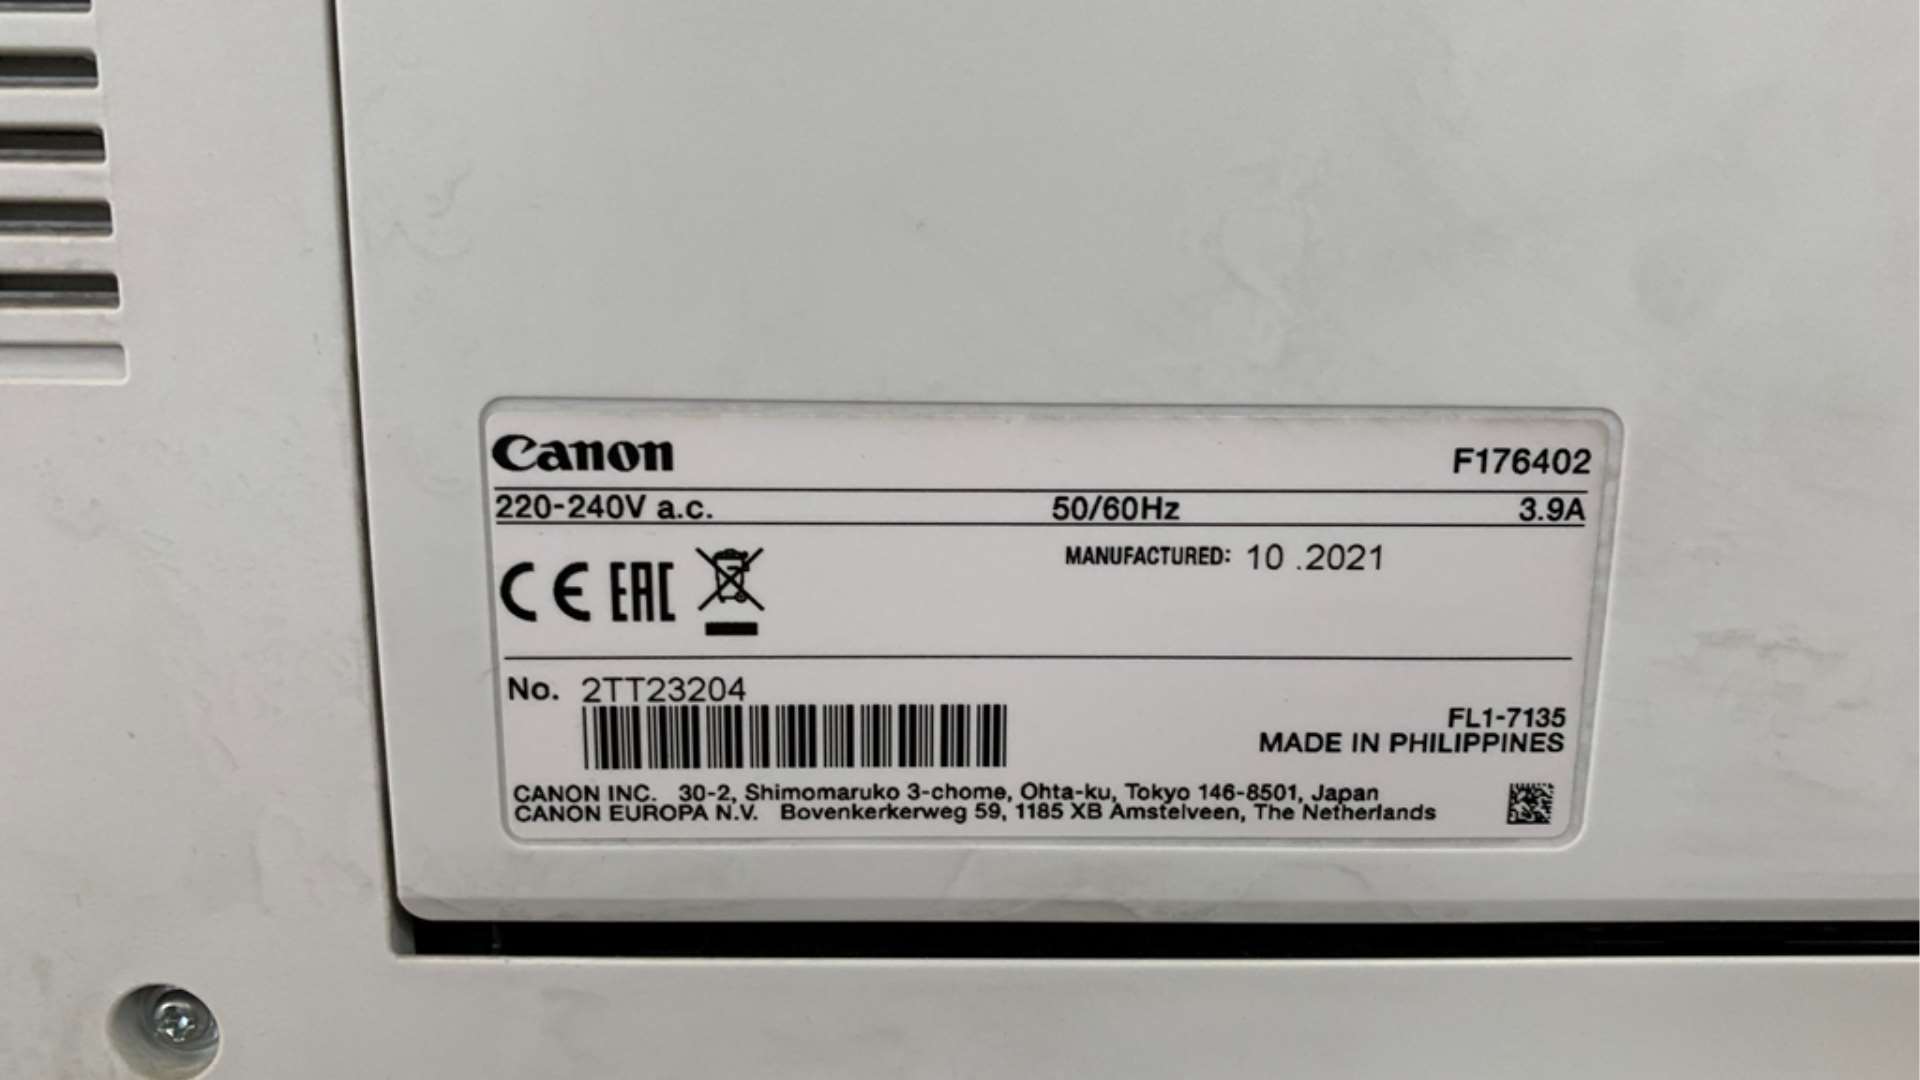 Canon F176402
220-240V a.c. 50/60Hz 3.9A
CE EAC MANUFACTURED: 10 .2021
No. 2TT23204
FL1-7135
MADE IN PHILIPPINES
CANON INC. 30-2, Shimomaruko 3-chome, Ohta-ku, Tokyo 146-8501, Japan
CANON EUROPA N.V. Bovenkerkerweg 59, 1185 XB Amstelveen, The Netherlands